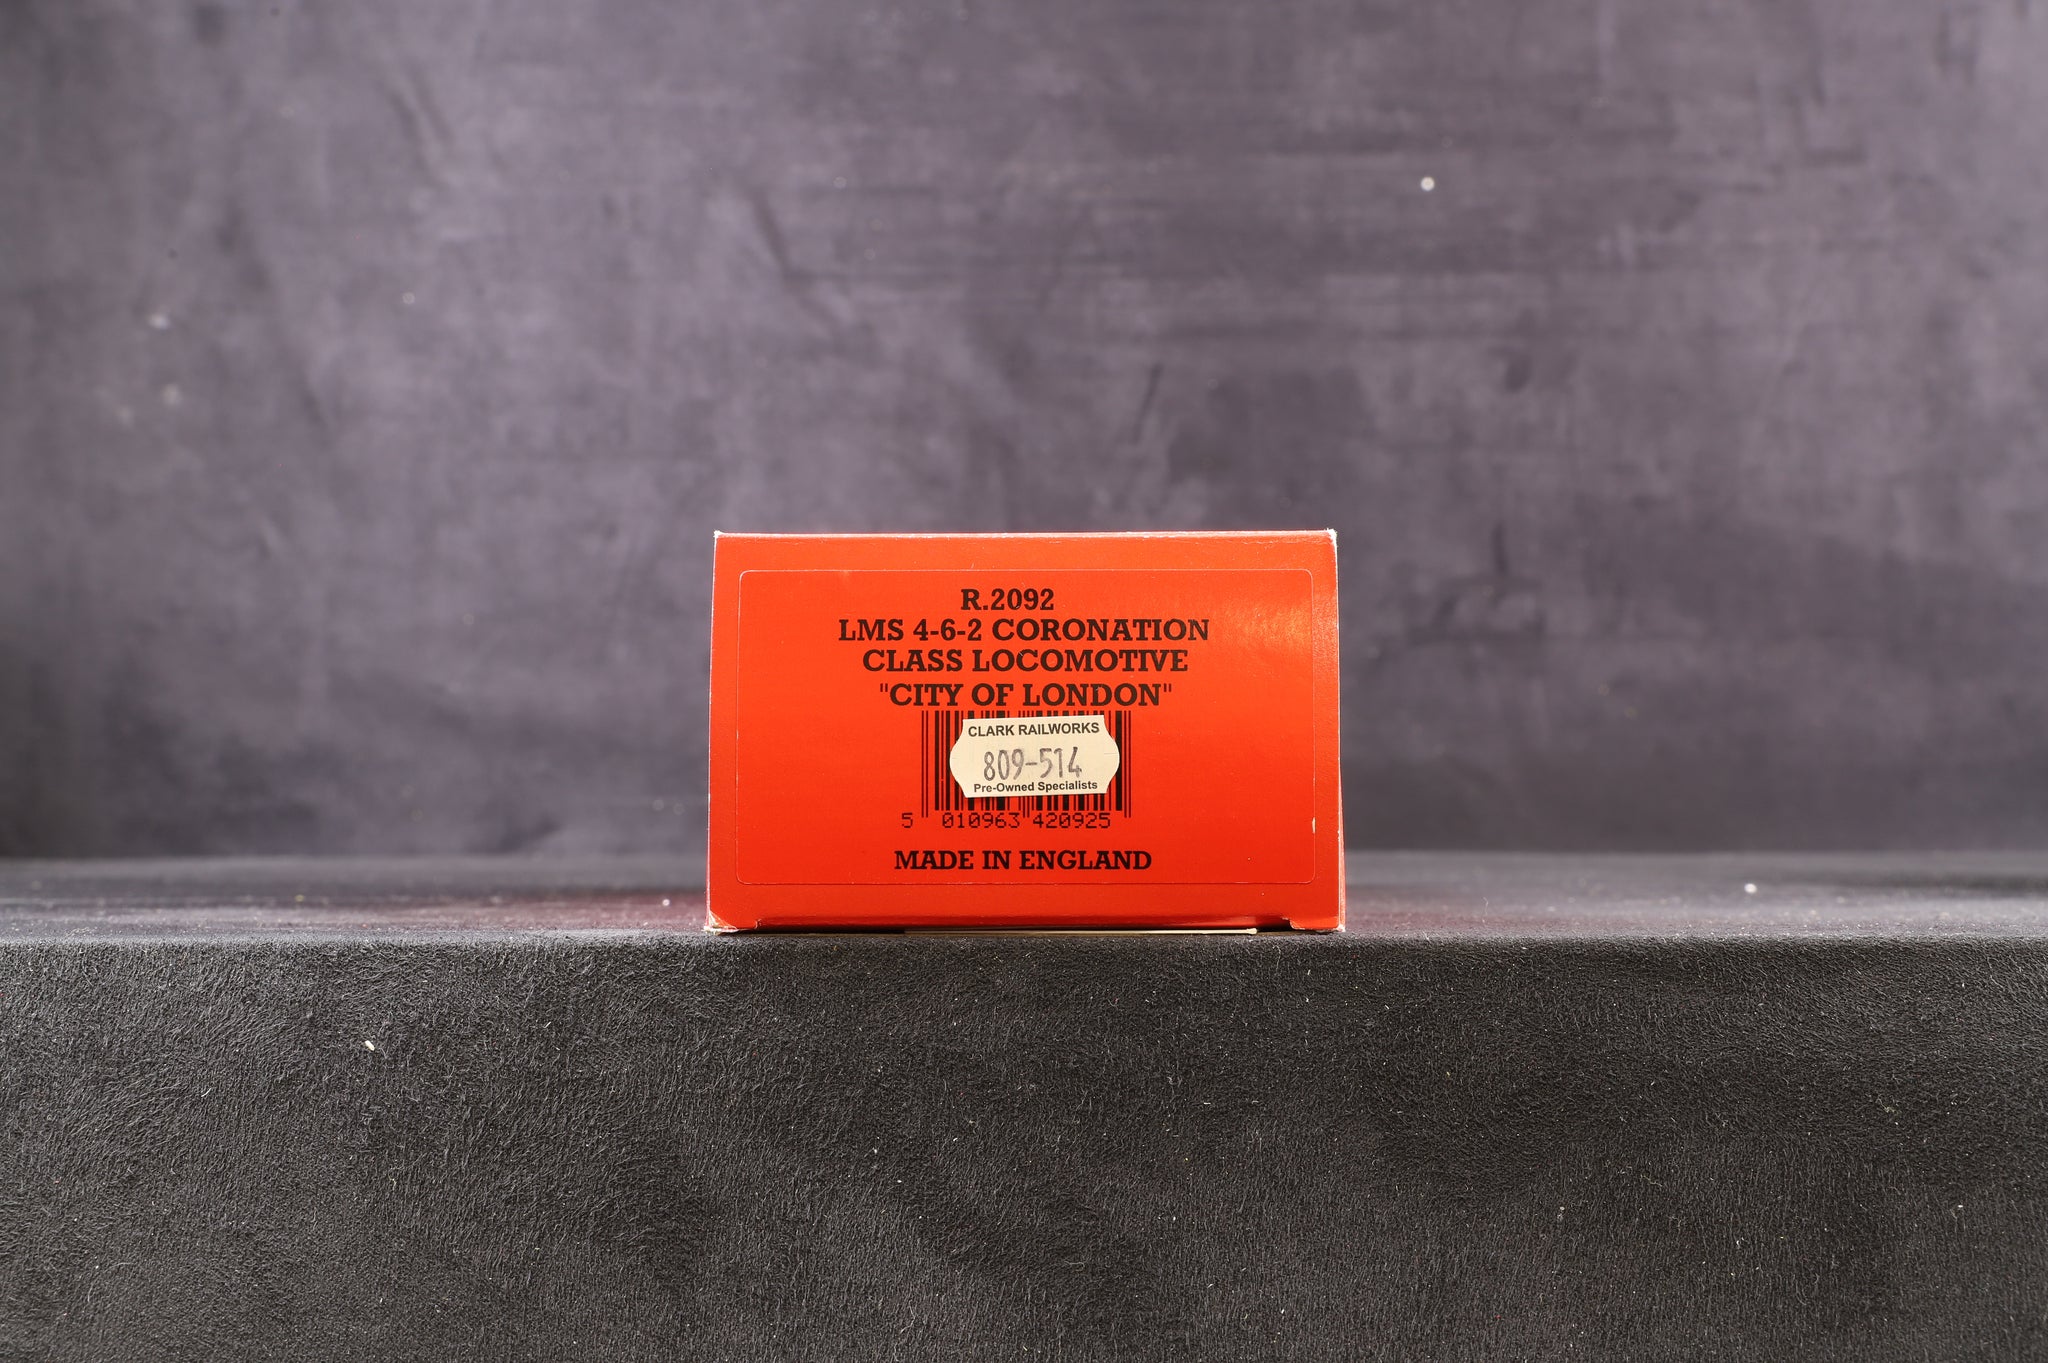 R.2092
LMS 4-6-2 CORONATION
CLASS LOCOMOTIVE
"CITY OF LONDON"
CLARK RAILWORKS
809-514
Pre-Owned Specialists
5 010963 420925
MADE IN ENGLAND